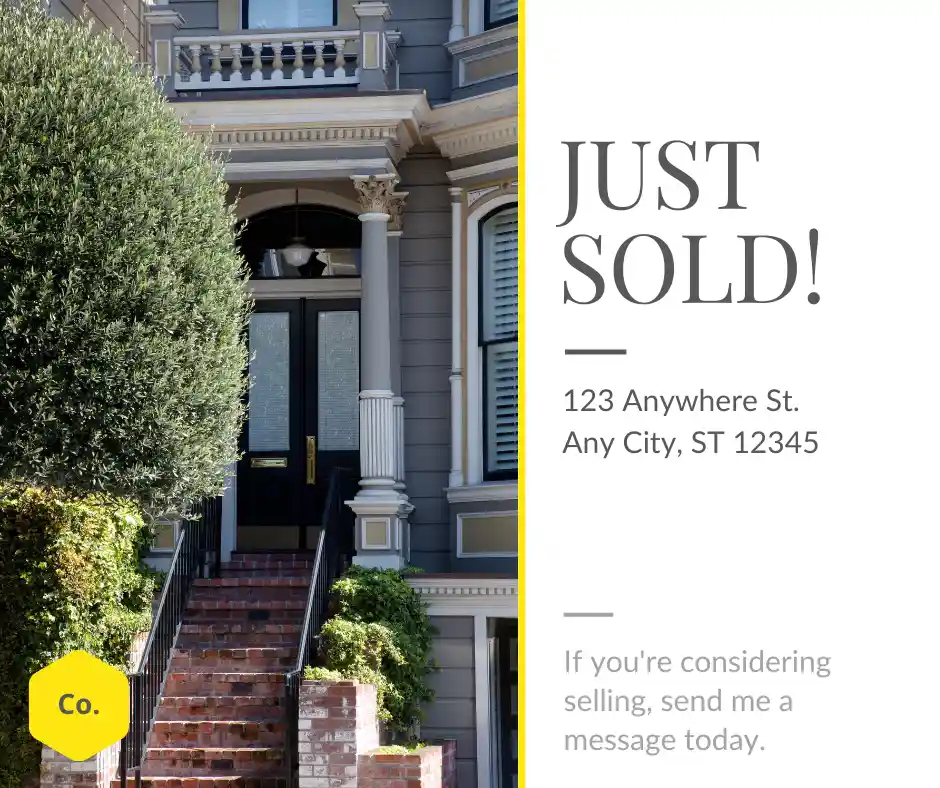 JUST
SOLD!
123 Anywhere St.
Any City, ST 12345
If you're considering
selling, send me a
message today.
Co.